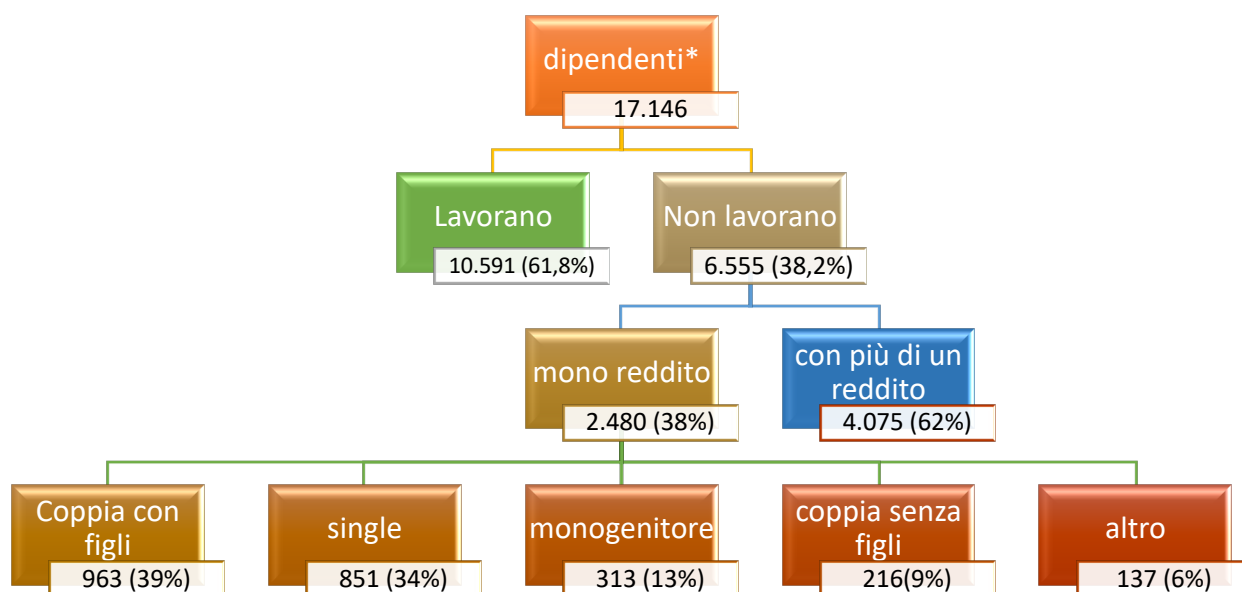 dipendenti*
17.146
Lavorano
10.591 (61,8%)
Non lavorano
6.555 (38,2%)
mono reddito
2.480 (38%)
con più di un
reddito
4.075 (62%)
Coppia con
figli
963 (39%)
single
851 (34%)
monogenitore
313 (13%)
coppia senza
figli
216(9%)
altro
137 (6%)